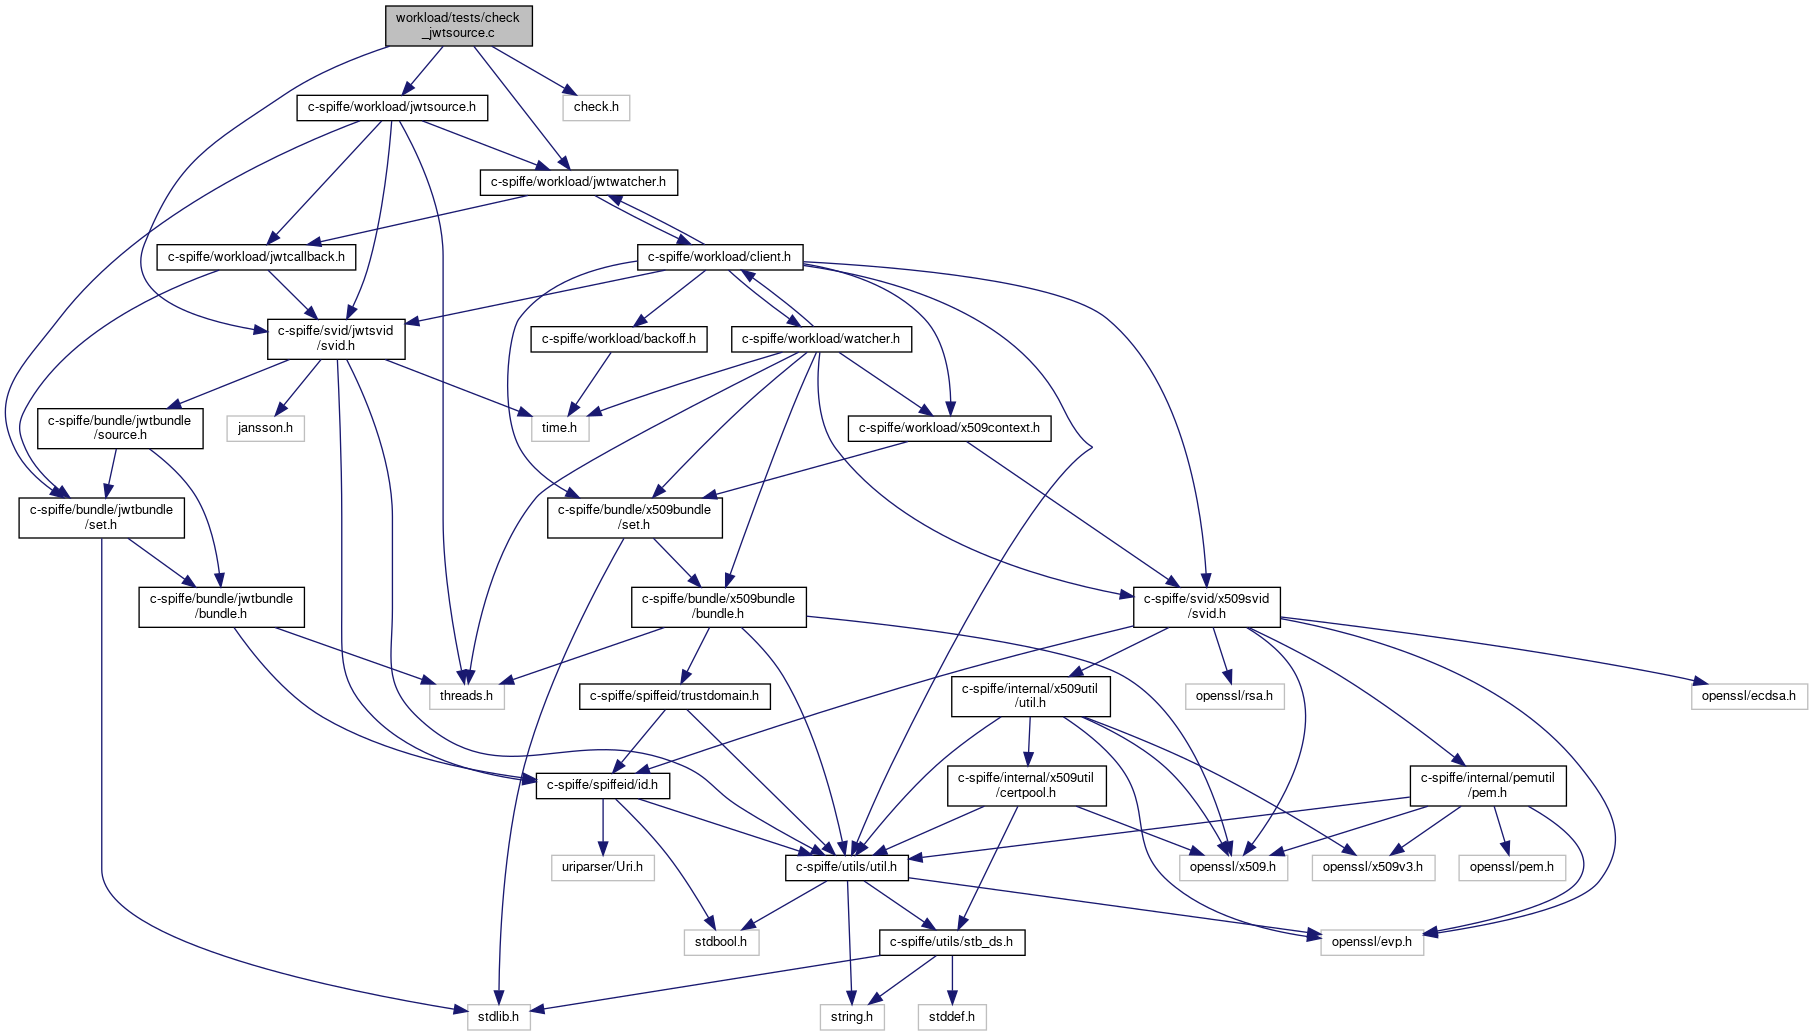 workload/tests/check
_jwtsource.c
c-spiffe/workload/jwtsource.h
check.h
c-spiffe/workload/jwtwatcher.h
c-spiffe/workload/jwtcallback.h
c-spiffe/workload/client.h
c-spiffe/svid/jwtsvid
/svid.h
c-spiffe/workload/backoff.h
c-spiffe/workload/watcher.h
c-spiffe/bundle/jwtbundle
/source.h
jansson.h
time.h
c-spiffe/workload/x509context.h
c-spiffe/bundle/jwtbundle
/set.h
c-spiffe/bundle/x509bundle
/set.h
c-spiffe/bundle/jwtbundle
/bundle.h
c-spiffe/bundle/x509bundle
/bundle.h
c-spiffe/svid/x509svid
/svid.h
threads.h
c-spiffe/spiffeid/trustdomain.h
c-spiffe/internal/x509util
/util.h
openssl/rsa.h
openssl/ecdsa.h
c-spiffe/spiffeid/id.h
c-spiffe/internal/x509util
/certpool.h
c-spiffe/internal/pemutil
/pem.h
uriparser/Uri.h
c-spiffe/utils/util.h
openssl/x509.h
openssl/x509v3.h
openssl/pem.h
stdbool.h
c-spiffe/utils/stb_ds.h
openssl/evp.h
stdlib.h
string.h
stddef.h